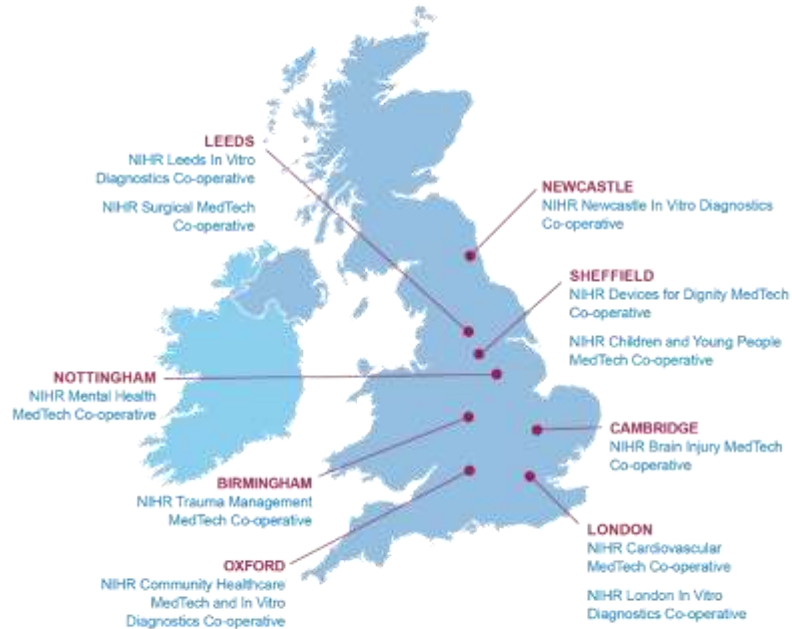 LEEDS
NIHR Leeds In Vitro
Diagnostics Co-operative
NIHR Surgical MedTech
Co-operative
NEWCASTLE
NIHR Newcastle In Vitro Diagnostics
Co-operative
SHEFFIELD
NIHR Devices for Dignity MedTech
Co-operative
NIHR Children and Young People
MedTech Co-operative
NOTTINGHAM
NIHR Mental Health
MedTech Co-operative
CAMBRIDGE
NIHR Brain Injury MedTech
Co-operative
BIRMINGHAM
NIHR Trauma Management
MedTech Co-operative
LONDON
NIHR Cardiovascular
MedTech Co-operative
NIHR London In Vitro
Diagnostics Co-operative
OXFORD
NIHR Community Healthcare
MedTech and In Vitro
Diagnostics Co-operative